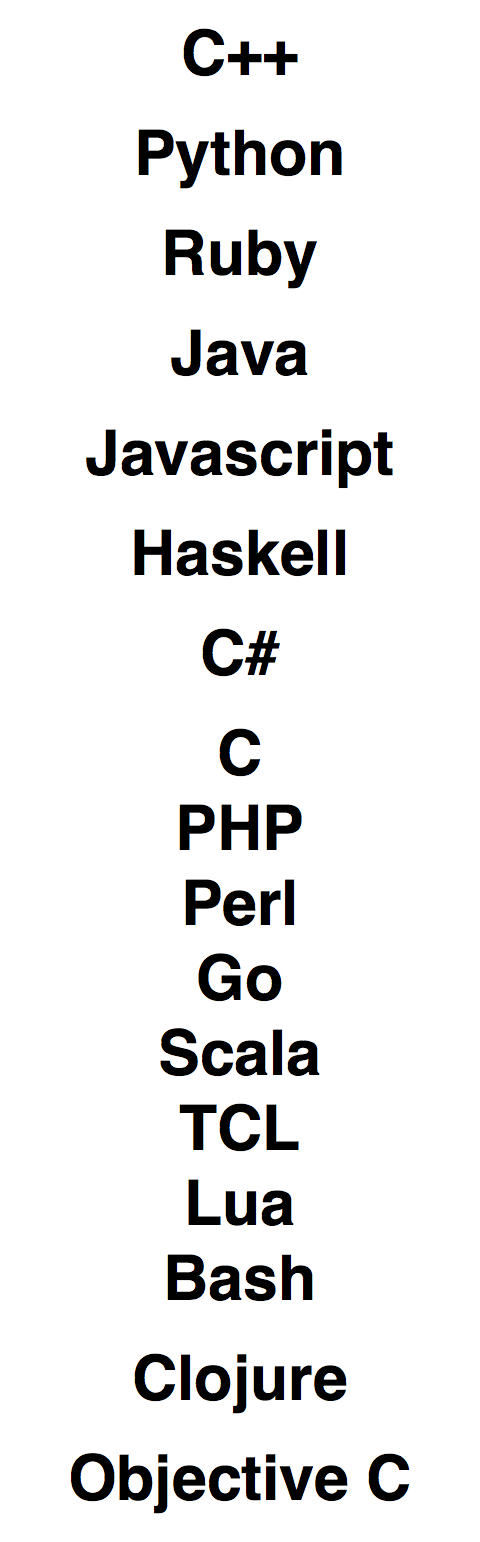 C++
Python
Ruby
Java
Javascript
Haskell
C#
C
PHP
Perl
Go
Scala
TCL
Lua
Bash
Clojure
Objective C